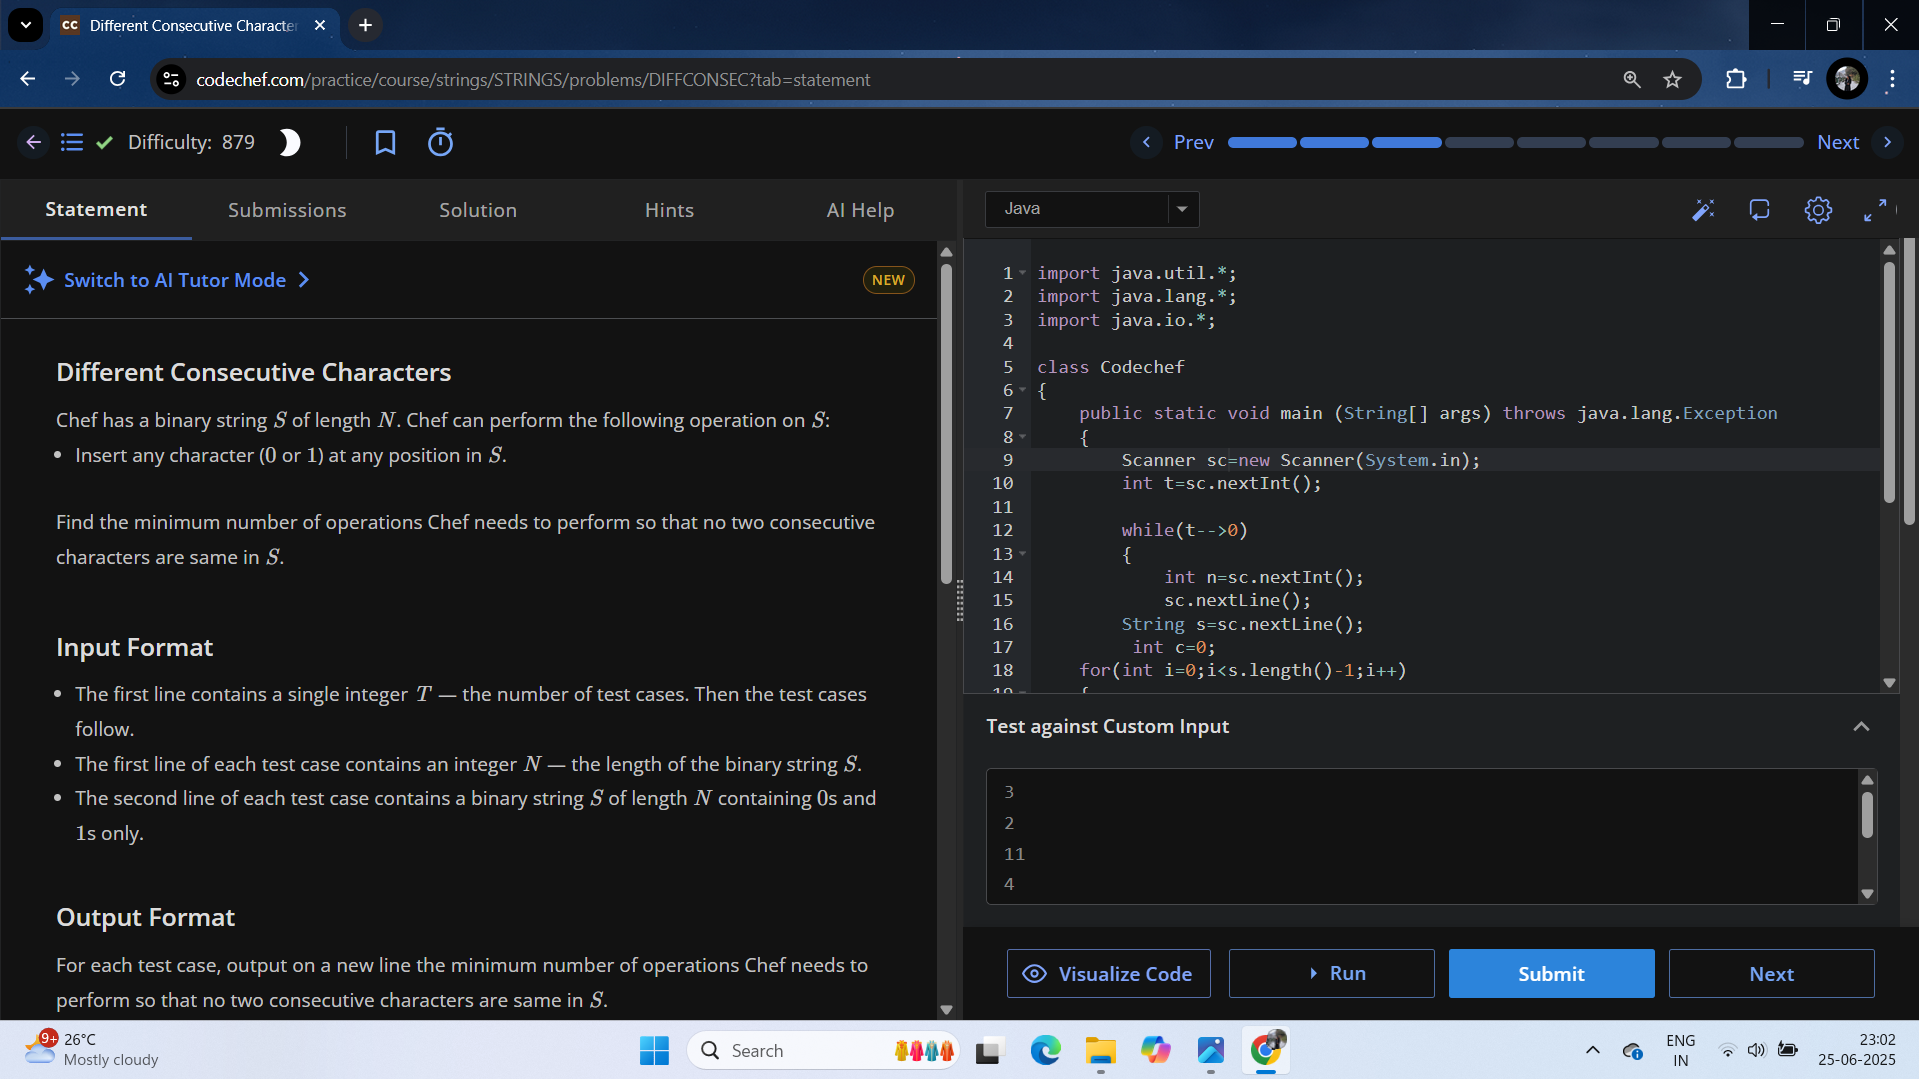 Different Consecutive Character
codechef.com/practice/course/strings/STRINGS/problems/DIFFCONSEC?tab=statement
Difficulty: 879
Prev
Next
Statement
Submissions
Solution
Hints
AI Help
Java
Switch to AI Tutor Mode
NEW
Different Consecutive Characters
Chef has a binary string S of length N. Chef can perform the following operation on S:
• Insert any character (0 or 1) at any position in S.
Find the minimum number of operations Chef needs to perform so that no two consecutive
characters are same in S.
Input Format
• The first line contains a single integer T — the number of test cases. Then the test cases
follow.
• The first line of each test case contains an integer N — the length of the binary string S.
• The second line of each test case contains a binary string S of length N containing 0s and
1s only.
Output Format
For each test case, output on a new line the minimum number of operations Chef needs to
perform so that no two consecutive characters are same in S.
1 import java.util.*;
2 import java.lang.*;
3 import java.io.*;
4
5 class Codechef
6 {
7 public static void main (String[] args) throws java.lang.Exception
8 {
9 Scanner sc=new Scanner(System.in);
10 int t=sc.nextInt();
11
12 while(t-->0)
13 {
14 int n=sc.nextInt();
15 sc.nextLine();
16 String s=sc.nextLine();
17 int c=0;
18 for(int i=0;i<s.length()-1;i++)
19 {
Test against Custom Input
3
2
11
4
Visualize Code
Run
Submit
Next
9+
26°C
Mostly cloudy
Search
ENG
IN
23:02
25-06-2025